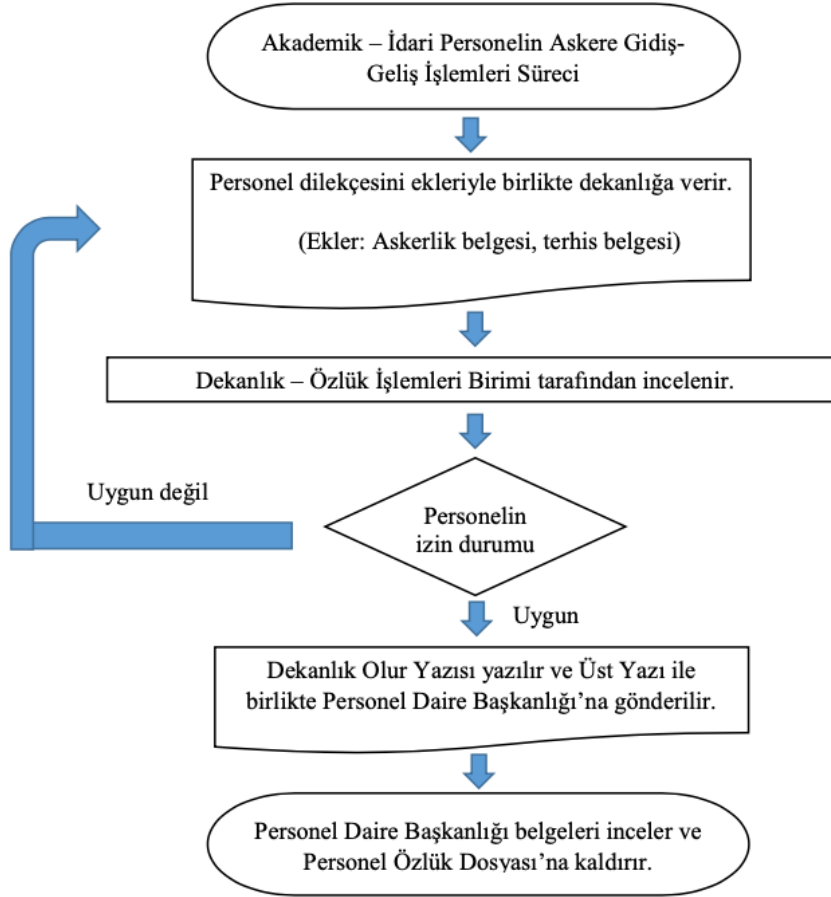 Akademik – İdari Personelin Askere Gidiş-
Geliş İşlemleri Süreci
Personel dilekçesini ekleriyle birlikte dekanlığa verir.
(Ekler: Askerlik belgesi, terhis belgesi)
Dekanlık – Özlük İşlemleri Birimi tarafından incelenir.
Uygun değil
Personelin
izin durumu
Uygun
Dekanlık Olur Yazısı yazılır ve Üst Yazı ile
birlikte Personel Daire Başkanlığı’na gönderilir.
Personel Daire Başkanlığı belgeleri inceler ve
Personel Özlük Dosyası’na kaldırır.